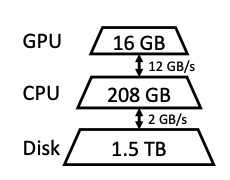 GPU 16 GB
12 GB/s
CPU 208 GB
2 GB/s
Disk 1.5 TB